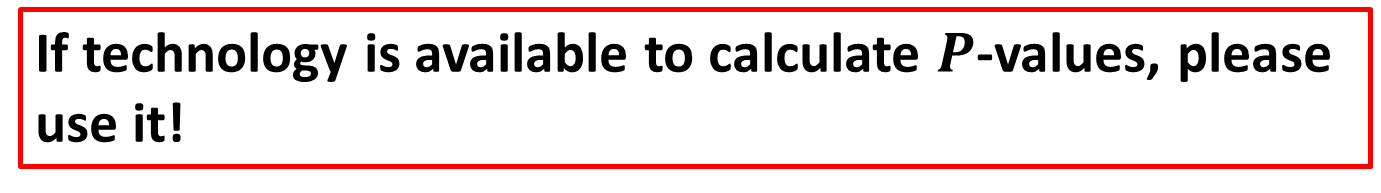 If technology is available to calculate P-values, please
use it!